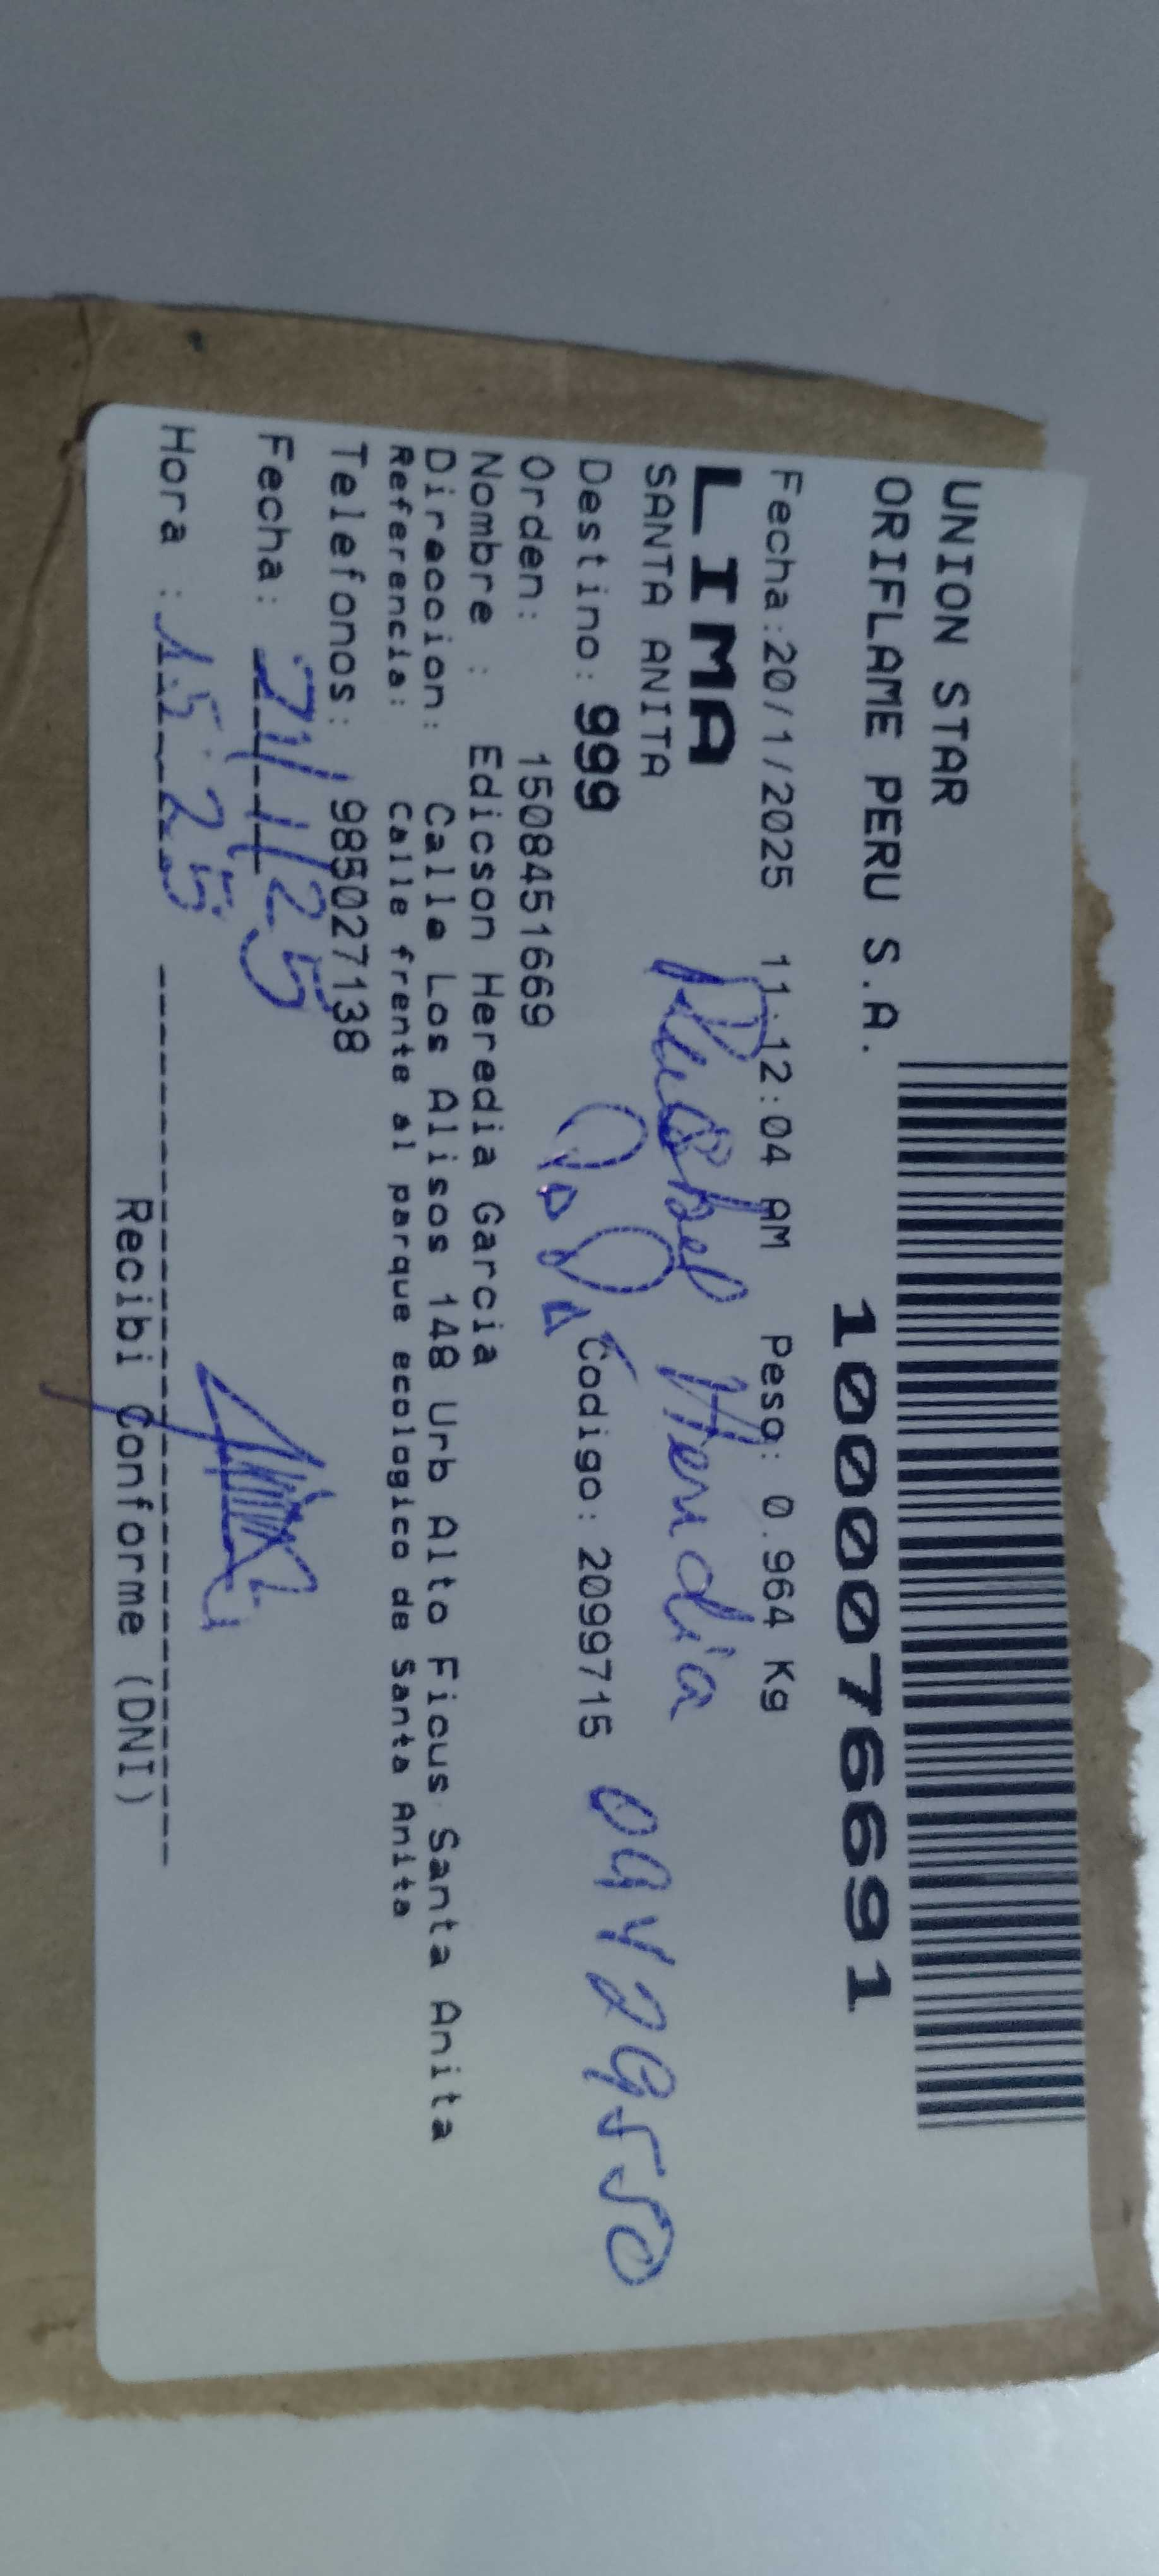 UNION STAR
ORIFLAME PERU S.A.
1000076691
Fecha:20/1/2025 11:12:04 AM Peso: 0.964 Kg
LIMA
SANTA ANITA
Heredia
Destino: 999 Codigo: 2099715
Orden: 1508451669
Nombre : Edicson Heredia Garcia
Direccion: Calle Los Alisos 148 Urb Alto Ficus Santa Anita
Referencia: Calle frente al parque ecologico de Santa Anita
Telefonos: 985027138
Fecha: 21/1/25
Hora : 15 25
Recibi Conforme (DNI)